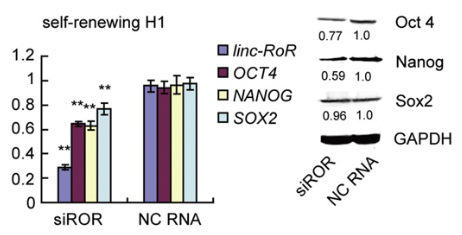 self-renewing H1
1.2
1
0.8
0.6
0.4
0.2
0
**
**
**
**
siROR
NC RNA
linc-RoR
OCT4
NANOG
SOX2
Oct 4
0.77 1.0
Nanog
0.59 1.0
Sox2
0.96 1.0
GAPDH
siROR
NC RNA